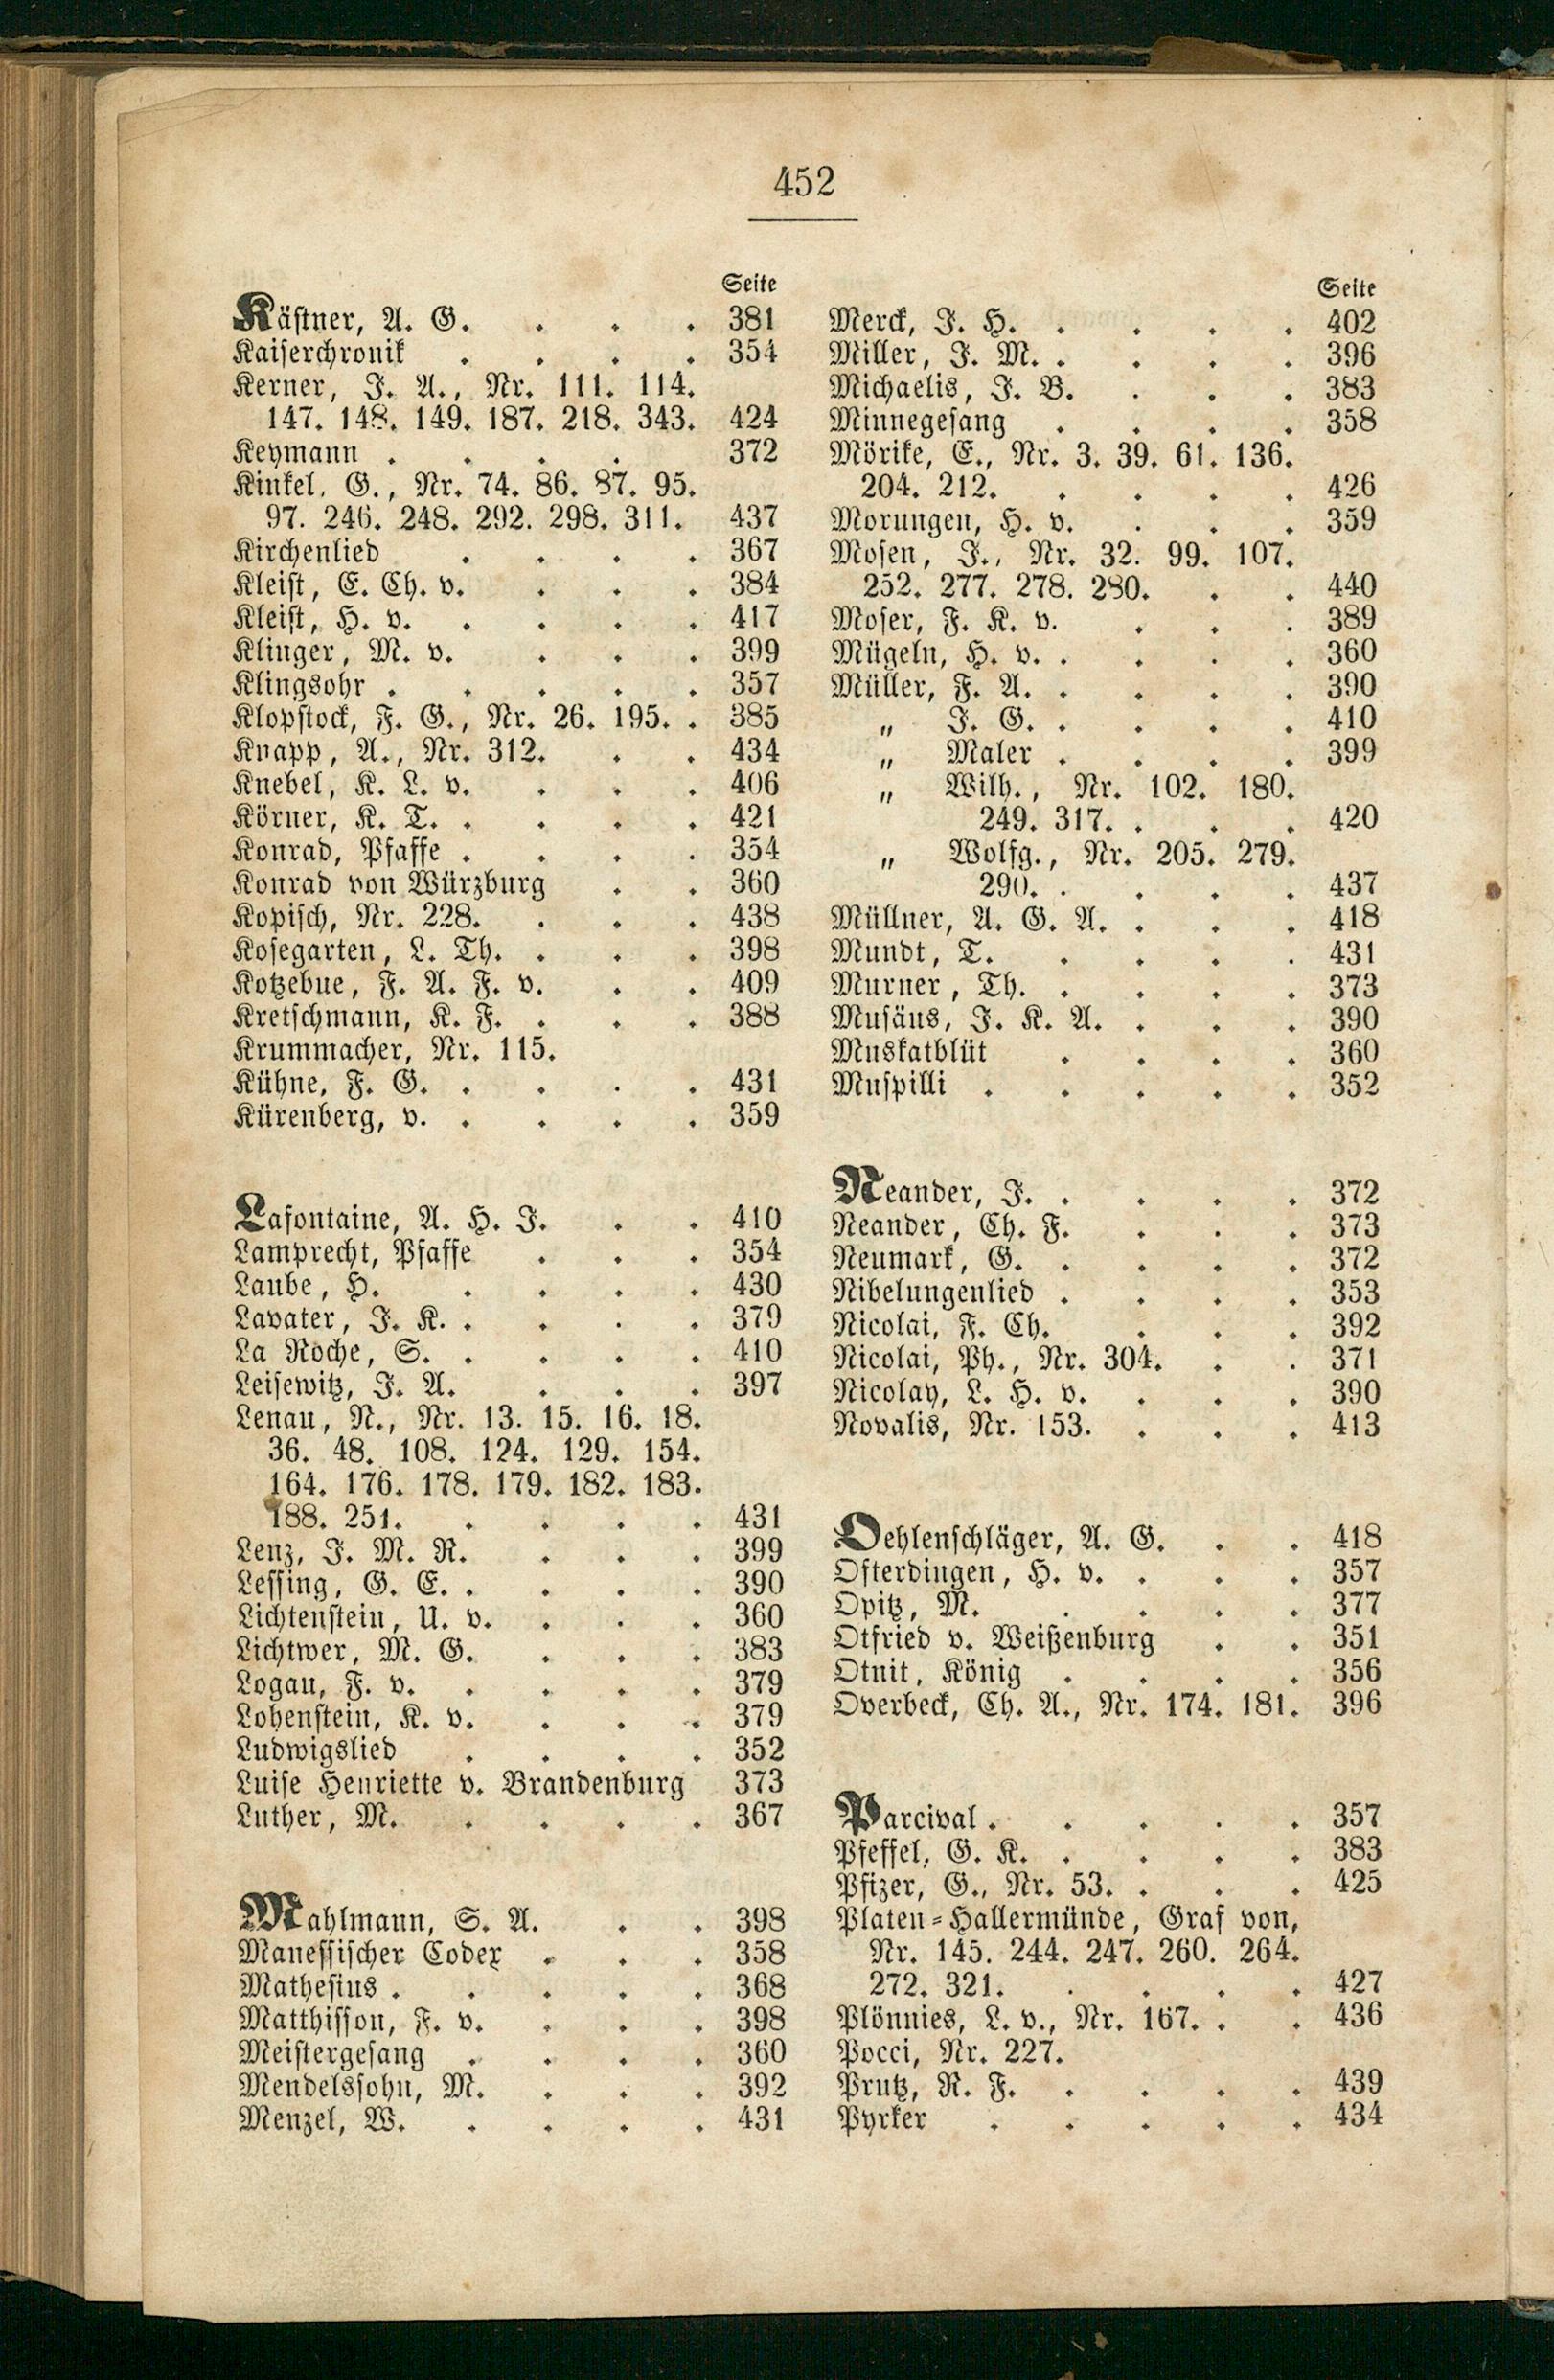 452
Seite
Kästner, A. G. . . . . 381
Kaiserchronik . . . . 354
Kerner, J. A., Nr. 111. 114.
147. 148. 149. 187. 218. 343. 424
Keymann . . . . 372
Kinkel, G., Nr. 74. 86. 87. 95.
97. 246. 248. 292. 298. 311. 437
Kirchenlied . . . . 367
Kleist, E. Ch. v. . . . 384
Kleist, H. v. . . . . 417
Klinger, M. v. . . . 399
Klingsohr . . . . . 357
Klopstock, F. G., Nr. 26. 195. . 385
Knapp, A., Nr. 312. . . 434
Knebel, K. L. v. . . . 406
Körner, K. T. . . . . 421
Konrad, Pfaffe . . . . 354
Konrad von Würzburg . . 360
Kopisch, Nr. 228. . . . 438
Kosegarten, L. Th. . . . 398
Kotzebue, F. A. F. v. . . 409
Kretschmann, K. F. . . . 388
Krummacher, Nr. 115.
Kühne, F. G. . . . . 431
Kürenberg, v. . . . . 359
Lafontaine, A. H. J. . . 410
Lamprecht, Pfaffe . . . 354
Laube, H. . . . . 430
Lavater, J. K. . . . . 379
La Roche, S. . . . . 410
Leisewitz, J. A. . . . 397
Lenau, N., Nr. 13. 15. 16. 18.
36. 48. 108. 124. 129. 154.
164. 176. 178. 179. 182. 183.
188. 251. . . . . 431
Lenz, J. M. R. . . . 399
Lessing, G. E. . . . . 390
Lichtenstein, U. v. . . . 360
Lichtwer, M. G. . . . 383
Logau, F. v. . . . . 379
Lohenstein, K. v. . . . 379
Ludwigslied . . . . 352
Luise Henriette v. Brandenburg 373
Luther, M. . . . . 367
Mahlmann, S. A. . . 398
Manessischer Codex . . . 358
Mathesius . . . . . 368
Matthisson, F. v. . . . 398
Meistergesang . . . . 360
Mendelssohn, M. . . . 392
Menzel, W. . . . . 431
Seite
Merck, J. H. . . . . 402
Miller, J. M. . . . . 396
Michaelis, J. B. . . . 383
Minnegesang . . . . 358
Mörike, E., Nr. 3. 39. 61. 136.
204. 212. . . . . 426
Morungen, H. v. . . . 359
Mosen, J., Nr. 32. 99. 107.
252. 277. 278. 280. . . 440
Moser, F. K. v. . . . 389
Mügeln, H. v. . . . . 360
Müller, F. A. . . . . 390
„ J. G. . . . . 410
„ Maler . . . . 399
„ Wilh., Nr. 102. 180.
249. 317. . . . 420
„ Wolfg., Nr. 205. 279.
290. . . . . 437
Müllner, A. G. A. . . . 418
Mundt, T. . . . . 431
Murner, Th. . . . . 373
Musäus, J. K. A. . . . 390
Muskatblüt . . . . 360
Muspilli . . . . . 352
Neander, J. . . . . 372
Neander, Ch. F. . . . 373
Neumark, G. . . . . 372
Nibelungenlied . . . . 353
Nicolai, F. Ch. . . . 392
Nicolai, Ph., Nr. 304. . . 371
Nicolay, L. H. v. . . . 390
Novalis, Nr. 153. . . . 413
Oehlenschläger, A. G. . . 418
Ofterdingen, H. v. . . . 357
Opitz, M. . . . . 377
Otfried v. Weißenburg . . 351
Otnit, König . . . . 356
Overbeck, Ch. A., Nr. 174. 181. 396
Parcival . . . . . 357
Pfeffel, G. K. . . . . 383
Pfizer, G., Nr. 53. . . . 425
Platen-Hallermünde, Graf von,
Nr. 145. 244. 247. 260. 264.
272. 321. . . . . 427
Plönnies, L. v., Nr. 167. . . 436
Pocci, Nr. 227.
Prutz, R. F. . . . . 439
Pyrker . . . . . 434